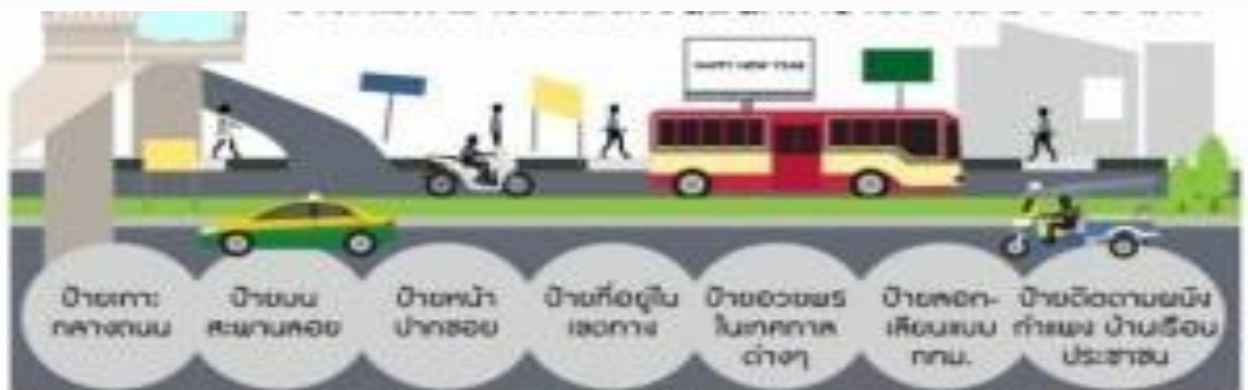 HAPPY NEW YEAR
ป้ายเกาะ
กลางถนน
ป้ายบน
สะพานลอย
ป้ายหน้า
ปากซอย
ป้ายที่อยู่ใน
เขตทาง
ป้ายอวยพร
ในเทศกาล
ต่างๆ
ป้ายลอก-
เลียนแบบ
กทม.
ป้ายติดตามผนัง
กำแพง บ้านเรือน
ประชาชน